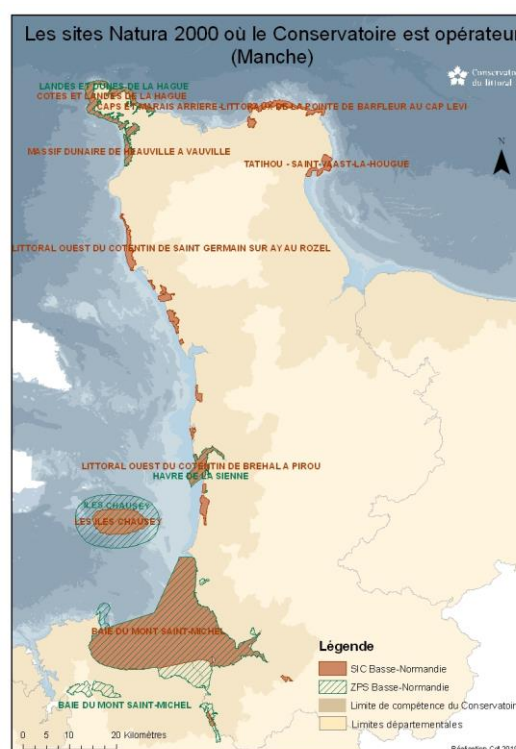 Les sites Natura 2000 où le Conservatoire est opérateur
(Manche)
Conservatoire
du littoral
LANDES ET DUNES DE LA HAGUE
COTES ET LANDES DE LA HAGUE
CAPS ET MARAIS ARRIERE-LITTORAUX DE LA POINTE DE BARFLEUR AU CAP LEVI
MASSIF DUNAIRE DE HEAUVILLE A VAUVILLE
TATIHOU - SAINT-VAAST-LA-HOUGUE
N
LITTORAL OUEST DU COTENTIN DE SAINT GERMAIN SUR AY AU ROZEL
LITTORAL OUEST DU COTENTIN DE BREHAL A PIROU
HAVRE DE LA SIENNE
ILES CHAUSEY
LES ILES CHAUSEY
BAIE DU MONT SAINT-MICHEL
BAIE DU MONT SAINT-MICHEL
Légende
SIC Basse-Normandie
ZPS Basse-Normandie
Limite de compétence du Conservatoire
Limites départementales
0 5 10 20 Kilomètres